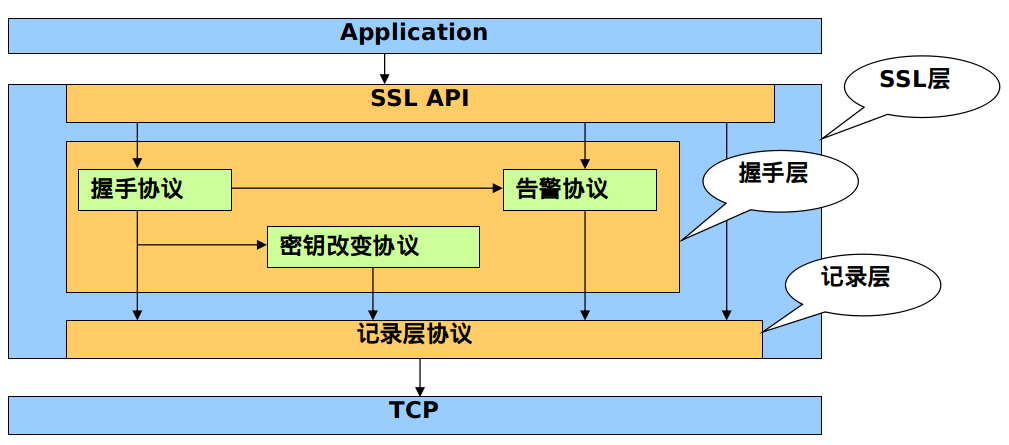 Application
SSL API
SSL层
握手协议
告警协议
握手层
密钥改变协议
记录层
记录层协议
TCP